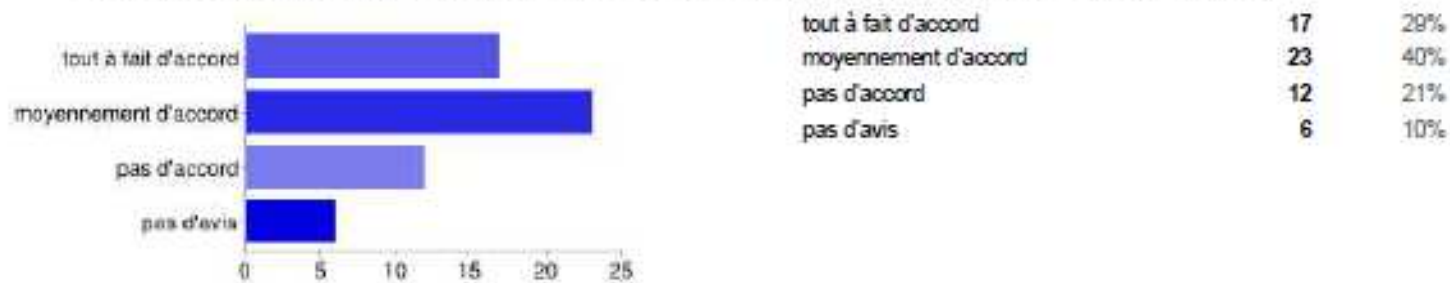 tout à fait d'accord 17 29%
moyennement d'accord 23 40%
pas d'accord 12 21%
pas d'avis 6 10%
tout à fait d'accord
moyennement d'accord
pas d'accord
pas d'avis
0 5 10 15 20 25